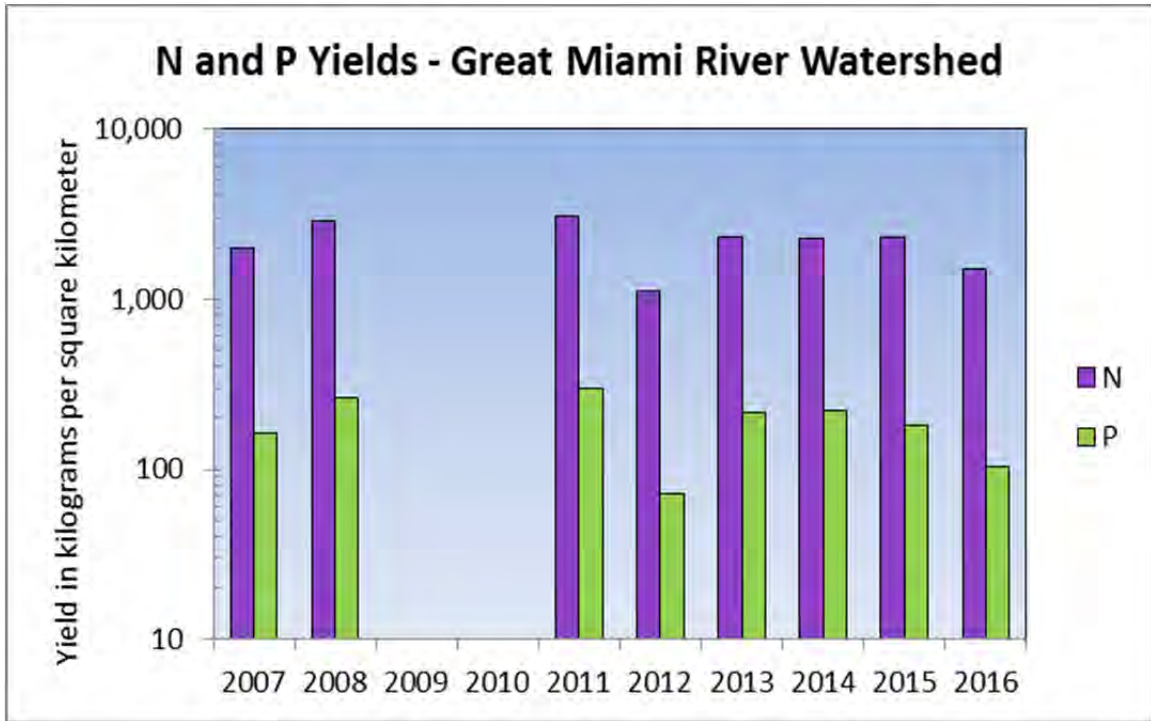 N and P Yields - Great Miami River Watershed
Yield in kilograms per square kilometer
10,000
1,000
100
10
2007 2008 2009 2010 2011 2012 2013 2014 2015 2016
N
P